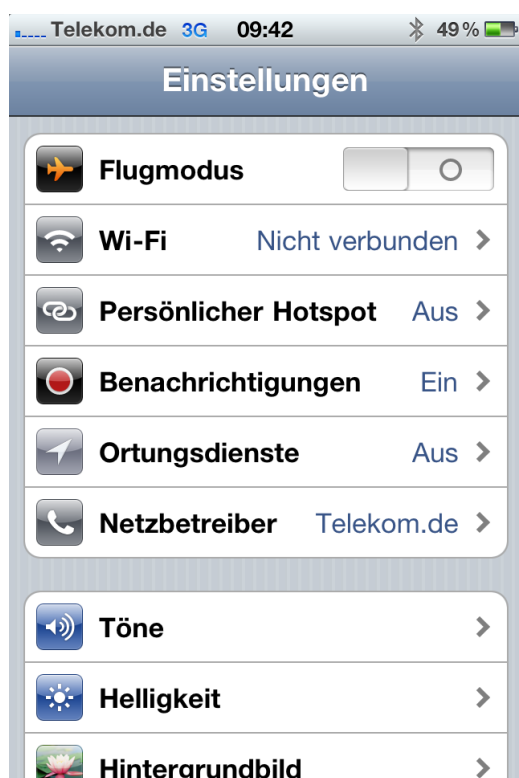 Telekom.de 3G 09:42 49 %
Einstellungen
Flugmodus
Wi-Fi Nicht verbunden
Persönlicher Hotspot Aus
Benachrichtigungen Ein
Ortungsdienste Aus
Netzbetreiber Telekom.de
Töne
Helligkeit
Hintergrundbild